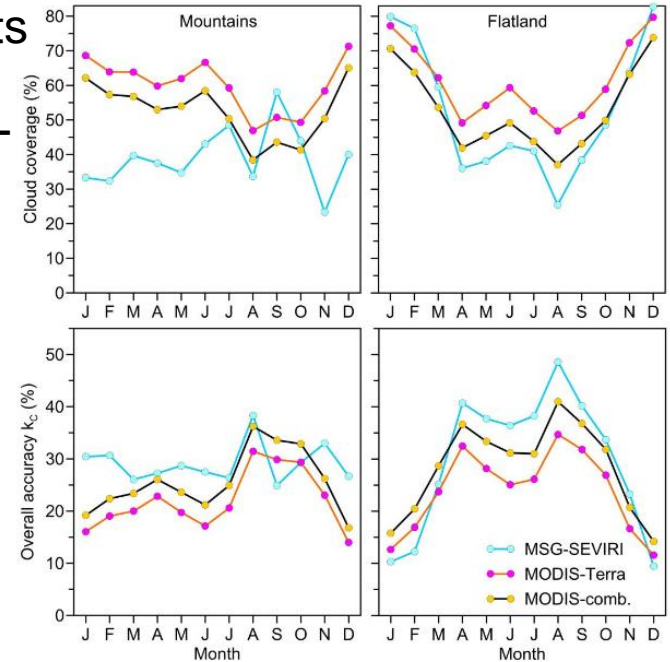 ts
Mountains
Flatland
Cloud coverage (%)
80
70
60
50
40
30
20
10
0
J F M A M J J A S O N D
J F M A M J J A S O N D
Overall accuracy kC (%)
50
40
30
20
10
0
MSG-SEVIRI
MODIS-Terra
MODIS-comb.
J F M A M J J A S O N D
Month
J F M A M J J A S O N D
Month